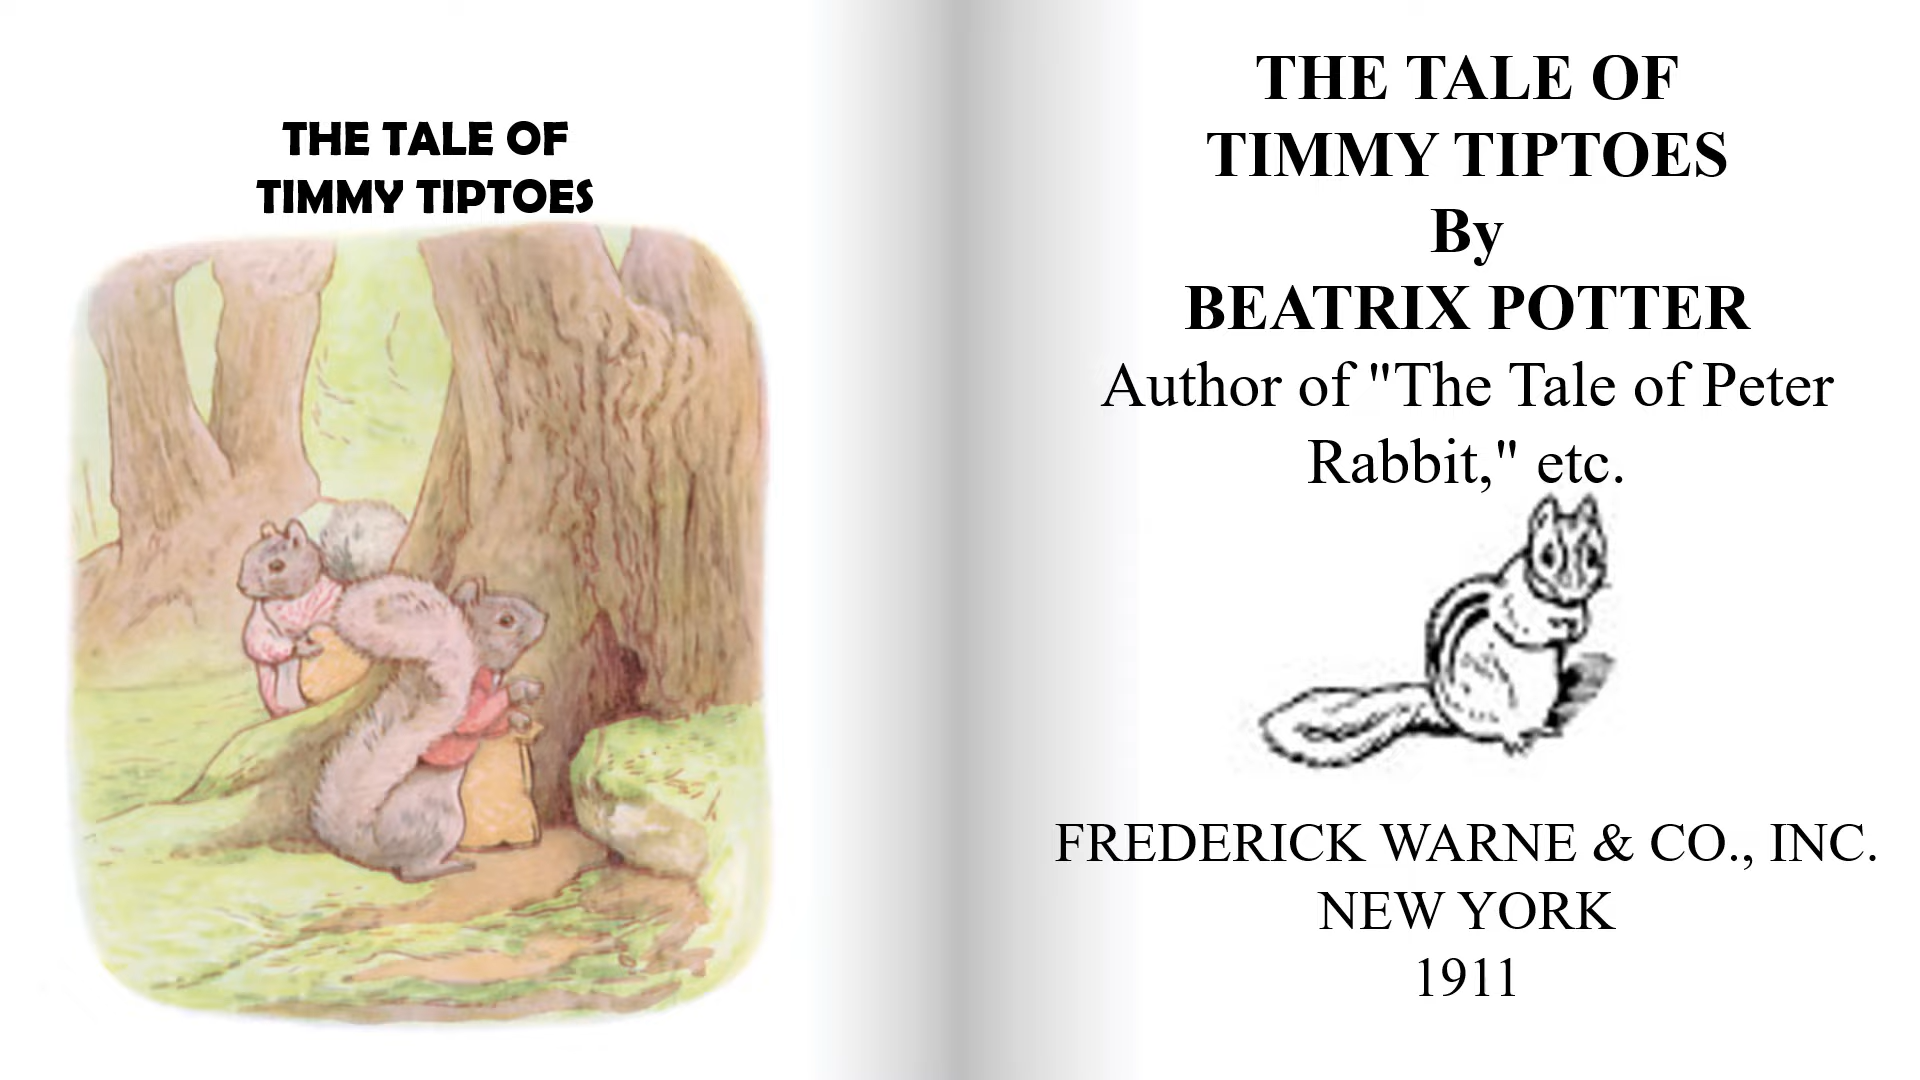 THE TALE OF
TIMMY TIPTOES
THE TALE OF
TIMMY TIPTOES
By
BEATRIX POTTER
Author of "The Tale of Peter
Rabbit," etc.
FREDERICK WARNE & CO., INC.
NEW YORK
1911